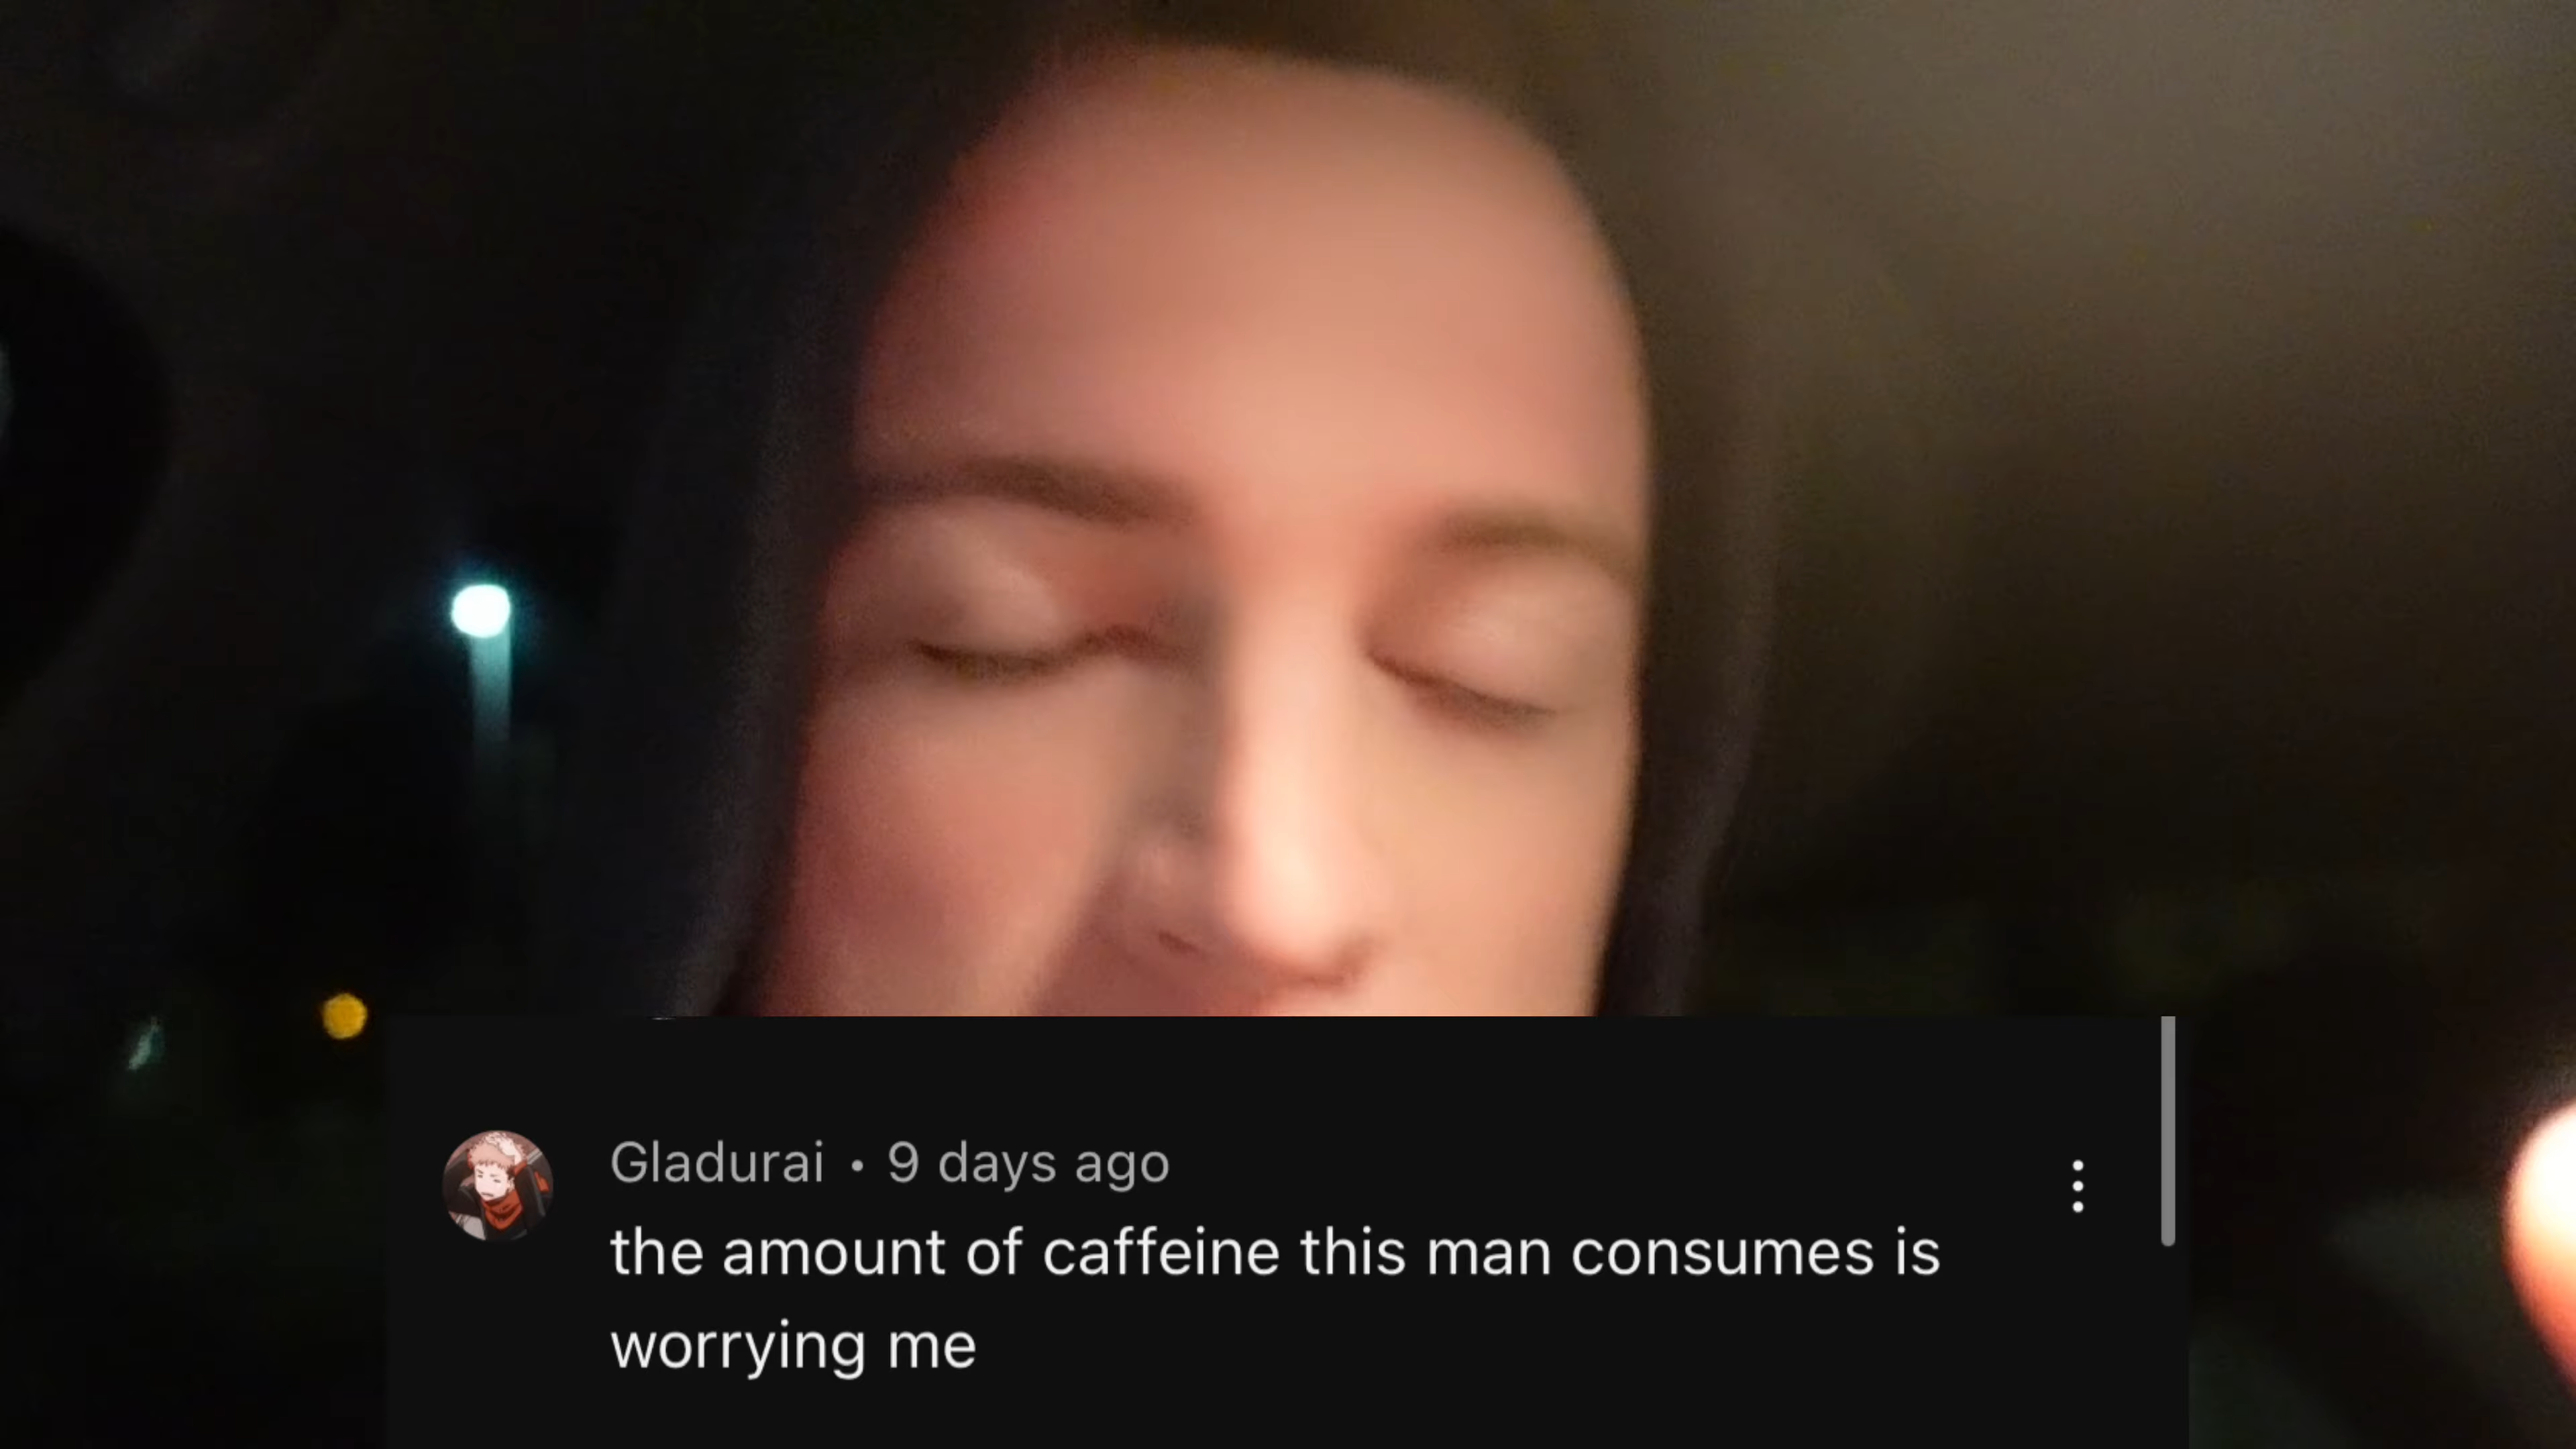 Gladurai • 9 days ago
the amount of caffeine this man consumes is
worrying me